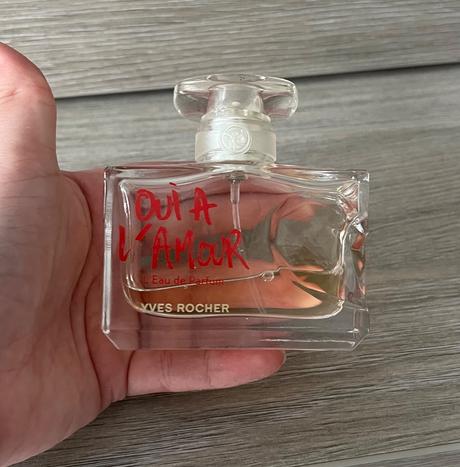 OUI À
L'AMOUR
L'Eau de Parfum
YVES ROCHER